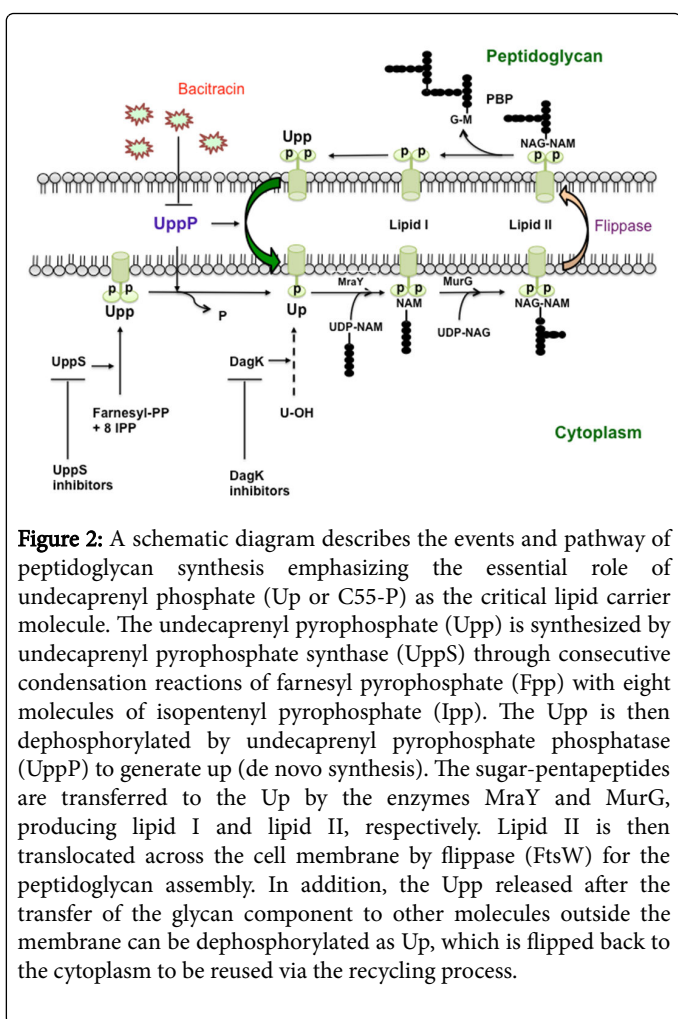 Peptidoglycan
Bacitracin
PBP
G-M
Upp
NAG-NAM
P P
P P
P P
UppP
Lipid I
Lipid II
Flippase
P P
Upp
P
P
Up
MraY
P P
NAM
MurG
P P
NAG-NAM
UDP-NAM
UDP-NAG
UppS
DagK
Farnesyl-PP
+ 8 IPP
U-OH
Cytoplasm
UppS
inhibitors
DagK
inhibitors
Figure 2: A schematic diagram describes the events and pathway of
peptidoglycan synthesis emphasizing the essential role of
undecaprenyl phosphate (Up or C55-P) as the critical lipid carrier
molecule. The undecaprenyl pyrophosphate (Upp) is synthesized by
undecaprenyl pyrophosphate synthase (UppS) through consecutive
condensation reactions of farnesyl pyrophosphate (Fpp) with eight
molecules of isopentenyl pyrophosphate (Ipp). The Upp is then
dephosphorylated by undecaprenyl pyrophosphate phosphatase
(UppP) to generate up (de novo synthesis). The sugar-pentapeptides
are transferred to the Up by the enzymes MraY and MurG,
producing lipid I and lipid II, respectively. Lipid II is then
translocated across the cell membrane by flippase (FtsW) for the
peptidoglycan assembly. In addition, the Upp released after the
transfer of the glycan component to other molecules outside the
membrane can be dephosphorylated as Up, which is flipped back to
the cytoplasm to be reused via the recycling process.